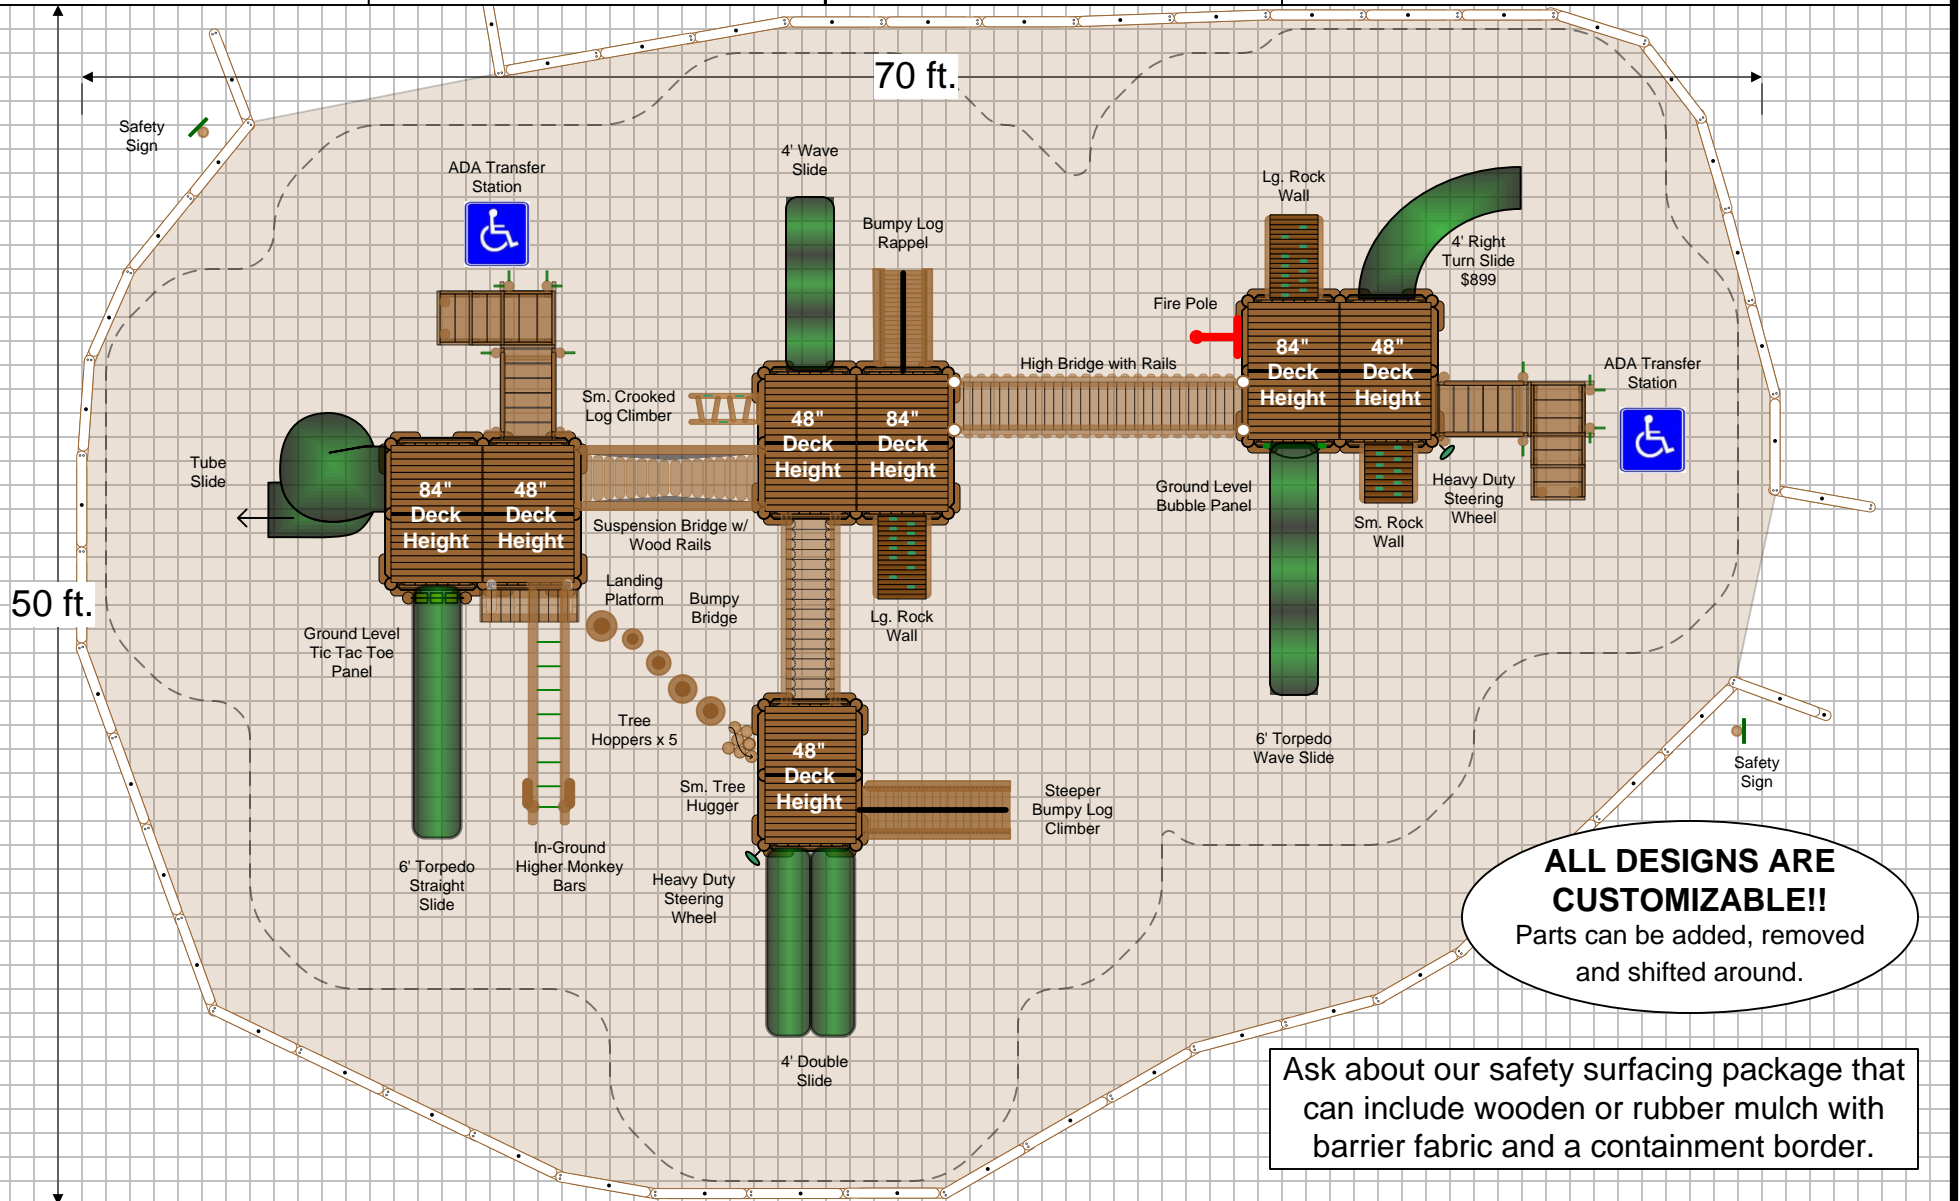 70 ft.
Safety
Sign
ADA Transfer
Station
4' Wave
Slide
Bumpy Log
Rappel
Lg. Rock
Wall
4' Right
Turn Slide
$899
Fire Pole
High Bridge with Rails
ADA Transfer
Station
Sm. Crooked
Log Climber
84"
Deck
Height
48"
Deck
Height
48"
Deck
Height
84"
Deck
Height
Tube
Slide
84"
Deck
Height
48"
Deck
Height
Suspension Bridge w/
Wood Rails
Ground Level
Bubble Panel
Sm. Rock
Wall
Heavy Duty
Steering
Wheel
50 ft.
Landing
Platform
Bumpy
Bridge
Lg. Rock
Wall
Ground Level
Tic Tac Toe
Panel
Tree
Hoppers x 5
6' Torpedo
Wave Slide
Safety
Sign
48"
Deck
Height
Sm. Tree
Hugger
Steeper
Bumpy Log
Climber
6' Torpedo
Straight
Slide
In-Ground
Higher Monkey
Bars
Heavy Duty
Steering
Wheel
4' Double
Slide
ALL DESIGNS ARE
CUSTOMIZABLE!!
Parts can be added, removed
and shifted around.
Ask about our safety surfacing package that
can include wooden or rubber mulch with
barrier fabric and a containment border.